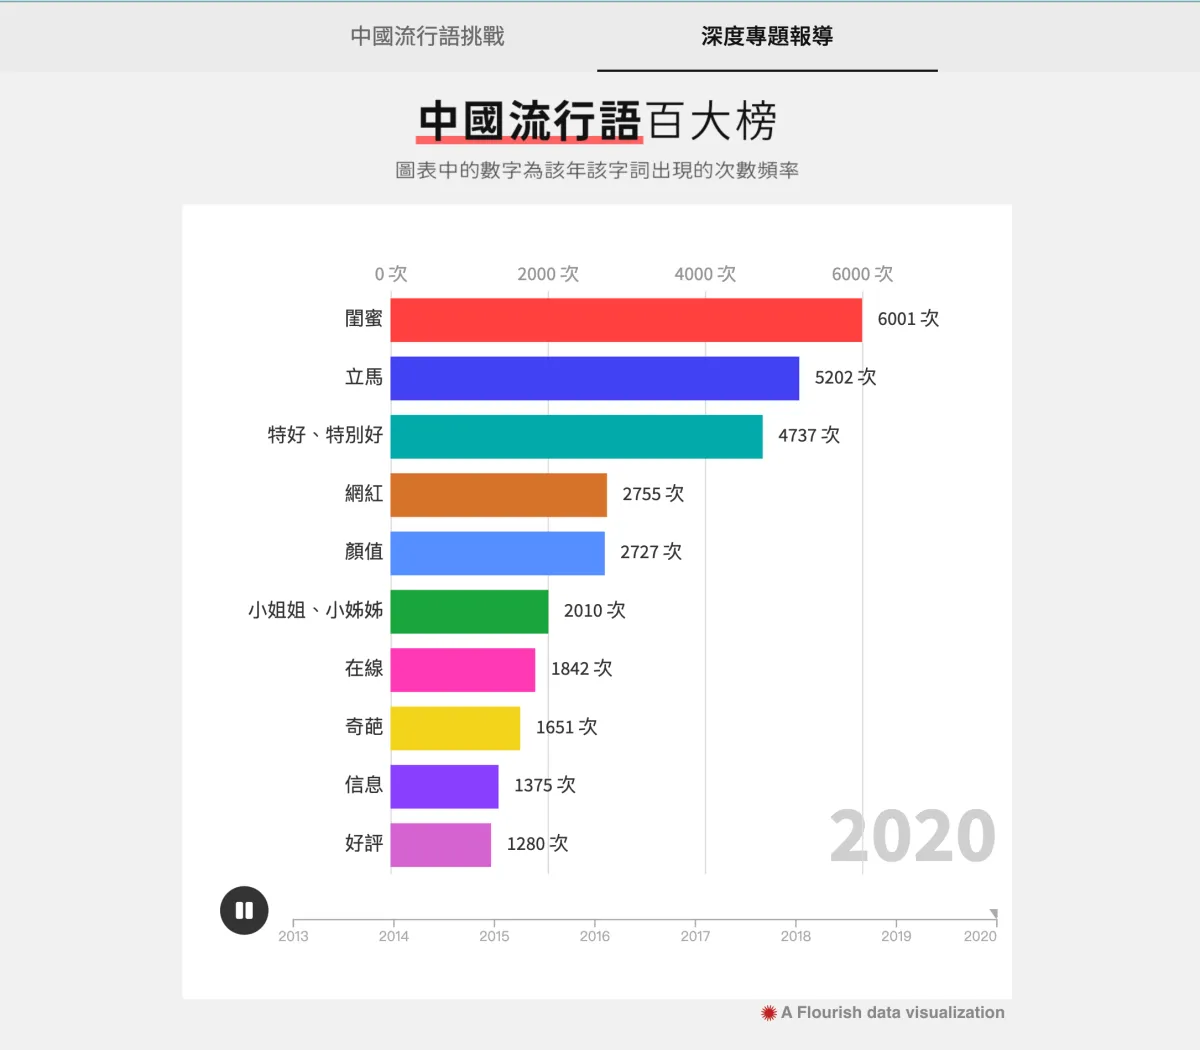 中國流行語挑戰
深度專題報導
中國流行語百大榜
圖表中的數字為該年該字詞出現的次數頻率
0 次 2000 次 4000 次 6000 次
閨蜜 6001 次
立馬 5202 次
特好、特別好 4737 次
網紅 2755 次
顏值 2727 次
小姐姐、小姊姊 2010 次
在線 1842 次
奇葩 1651 次
信息 1375 次
好評 1280 次
2020
2013 2014 2015 2016 2017 2018 2019 2020
A Flourish data visualization